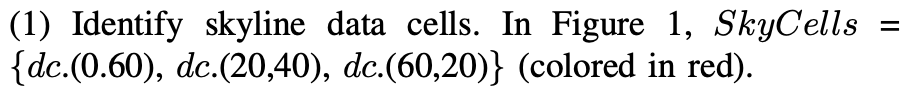 (1) Identify skyline data cells. In Figure 1, SkyCells =
{dc.(0.60), dc.(20,40), dc.(60,20)} (colored in red).